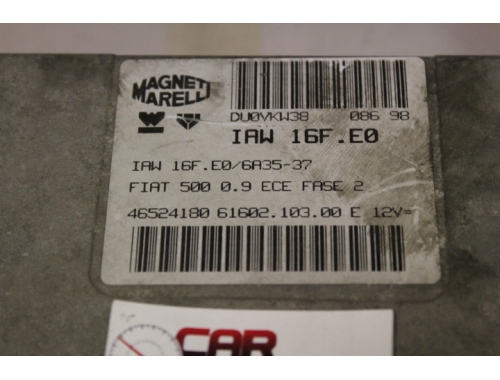 MAGNETI
MARELLI
DU0VKW38 086 98
IAW 16F.E0
IAW 16F.E0/6A35-37
FIAT 500 0.9 ECE FASE 2
46524180 61602.103.00 E 12V=
CAR